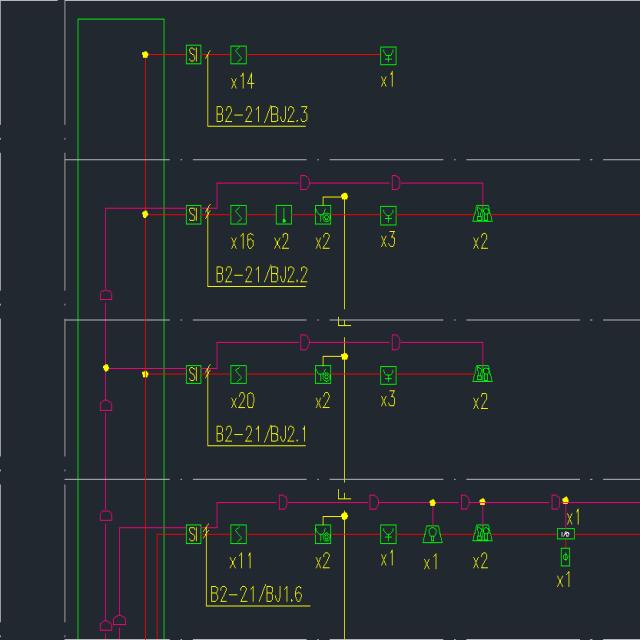 SI
x14 x1
B2-21/BJ2.3
D D
SI
x16 x2 x2 x3 x2
B2-21/BJ2.2
F
D D
SI
x20 x2 x3 x2
B2-21/BJ2.1
F
D D D D
x1
SI I/O
x11 x2 x1 x1 x2 x1
B2-21/BJ1.6